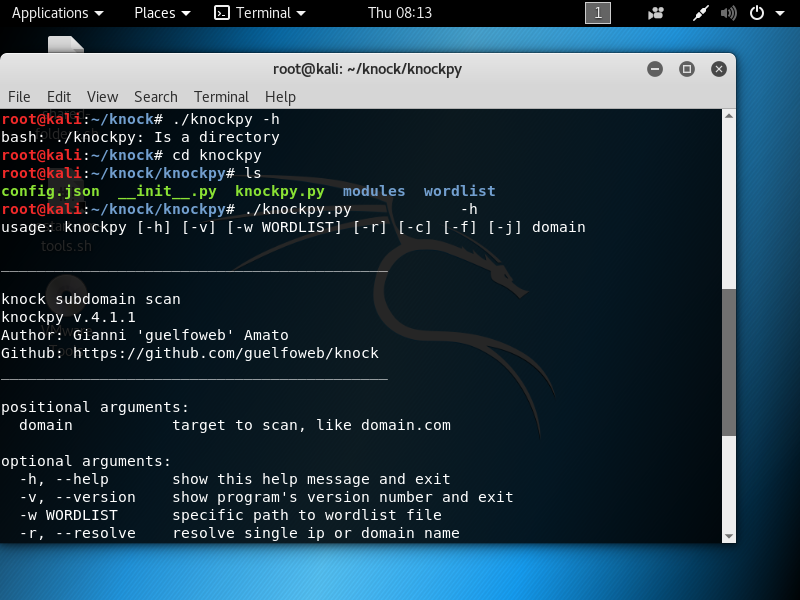 Applications Places Terminal Thu 08:13 1
root@kali: ~/knock/knockpy
File Edit View Search Terminal Help
root@kali:~/knock# ./knockpy -h
bash: ./knockpy: Is a directory
root@kali:~/knock# cd knockpy
root@kali:~/knock/knockpy# ls
config.json  __init__.py  knockpy.py  modules  wordlist
root@kali:~/knock/knockpy# ./knockpy.py            -h
usage: knockpy [-h] [-v] [-w WORDLIST] [-r] [-c] [-f] [-j] domain
tools.sh
___________________________________________
knock subdomain scan
knockpy v.4.1.1
Author: Gianni 'guelfoweb' Amato
Github: https://github.com/guelfoweb/knock
___________________________________________
positional arguments:
  domain           target to scan, like domain.com
optional arguments:
  -h, --help       show this help message and exit
  -v, --version    show program's version number and exit
  -w WORDLIST      specific path to wordlist file
  -r, --resolve    resolve single ip or domain name